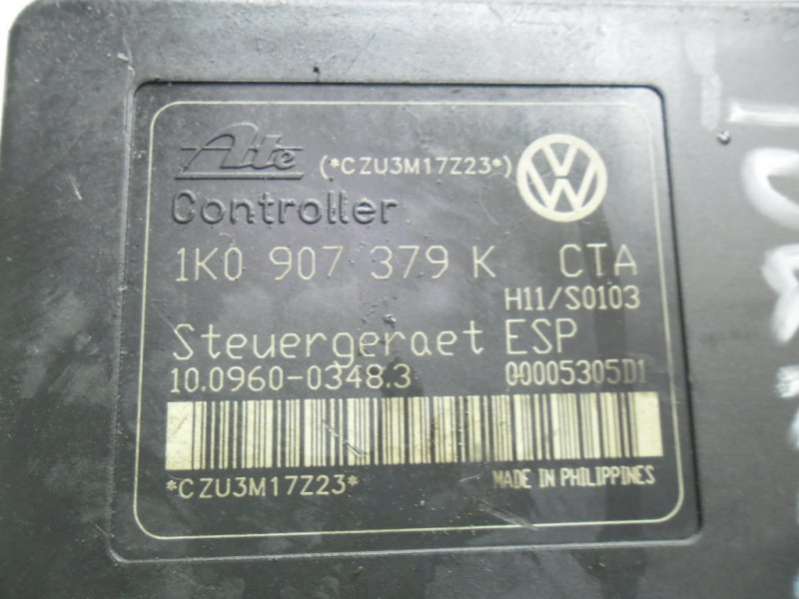 Ate (*CZU3M17Z23*)
Controller
1K0 907 379 K CTA
H11/S0103
Steuergeraet ESP
10.0960-0348.3 00005305D1
*CZU3M17Z23* MADE IN PHILIPPINES